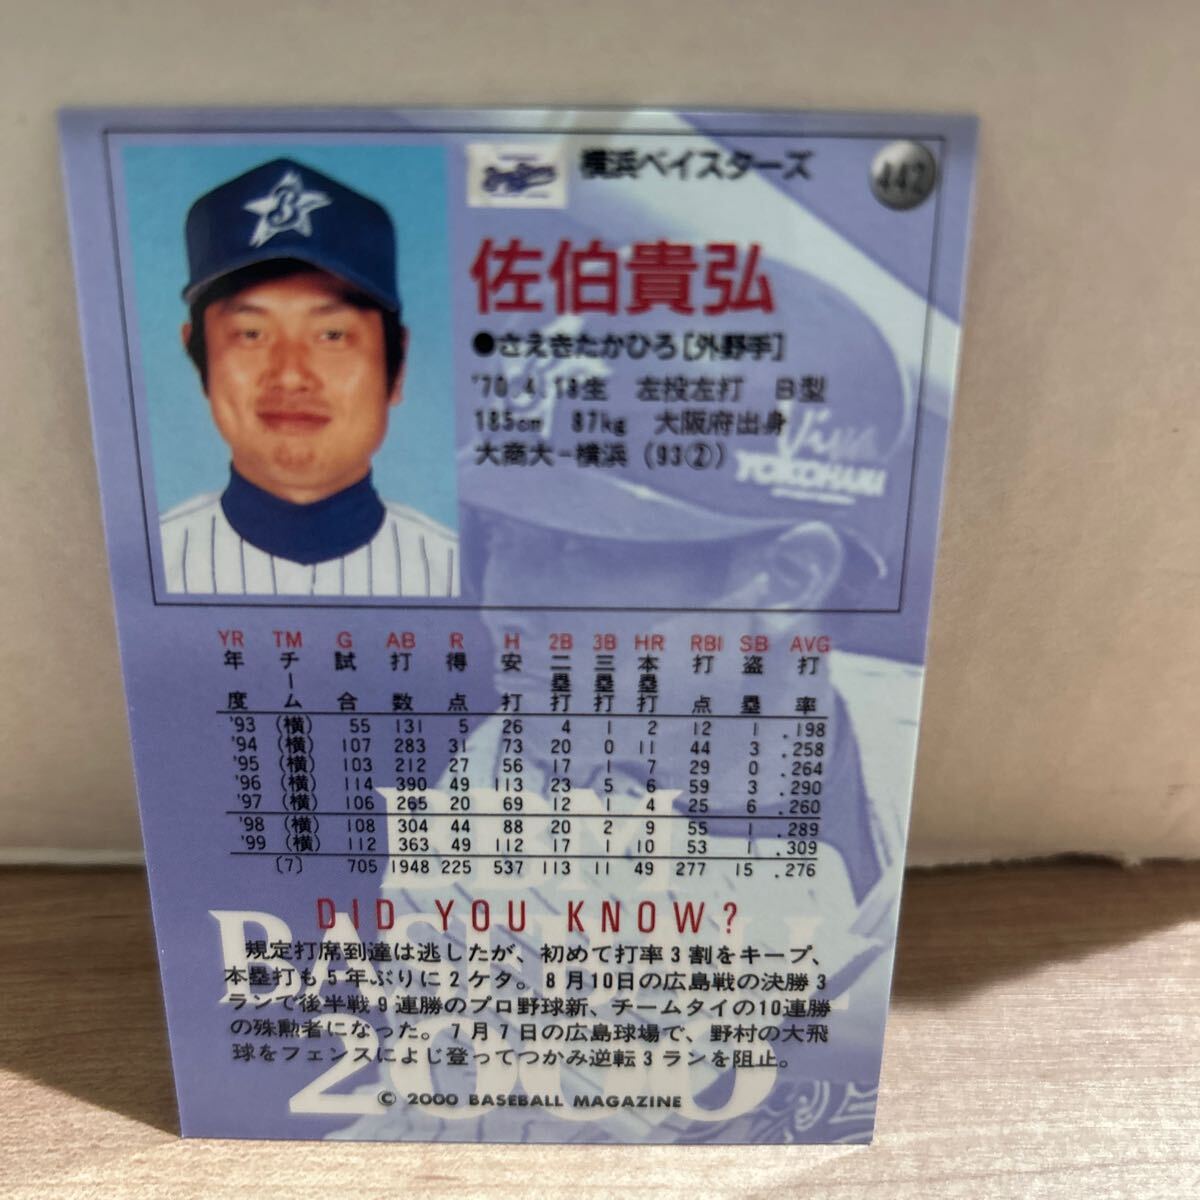 横浜ベイスターズ
442
佐伯貴弘
●さえきたかひろ[外野手]
'70.4.18生 左投左打 B型
185cm 87kg 大阪府出身
大商大-横浜 (93②)
Viva
YOKOHAMA
YR TM G AB R H 2B 3B HR RBI SB AVG
年度 チーム 試合 打数 得点 安打 二塁打 三塁打 本塁打 打点 盗塁 打率
'93 (横) 55 131 5 26 4 1 2 12 1 .198
'94 (横) 107 283 31 73 20 0 11 44 3 .258
'95 (横) 103 212 27 56 17 1 7 29 0 .264
'96 (横) 114 390 49 113 23 5 6 59 3 .290
'97 (横) 106 265 20 69 12 1 4 25 6 .260
'98 (横) 108 304 44 88 20 2 9 55 1 .289
'99 (横) 112 363 49 112 17 1 10 53 1 .309
(7) 705 1948 225 537 113 11 49 277 15 .276
BBM
BASEBALL
2000
DID YOU KNOW?
規定打席到達は逃したが、初めて打率3割をキープ、
本塁打も5年ぶりに2ケタ。8月10日の広島戦の決勝3
ランで後半戦9連勝のプロ野球新、チームタイの10連勝
の殊勲者になった。7月7日の広島球場で、野村の大飛
球をフェンスによじ登ってつかみ逆転3ランを阻止。
© 2000 BASEBALL MAGAZINE